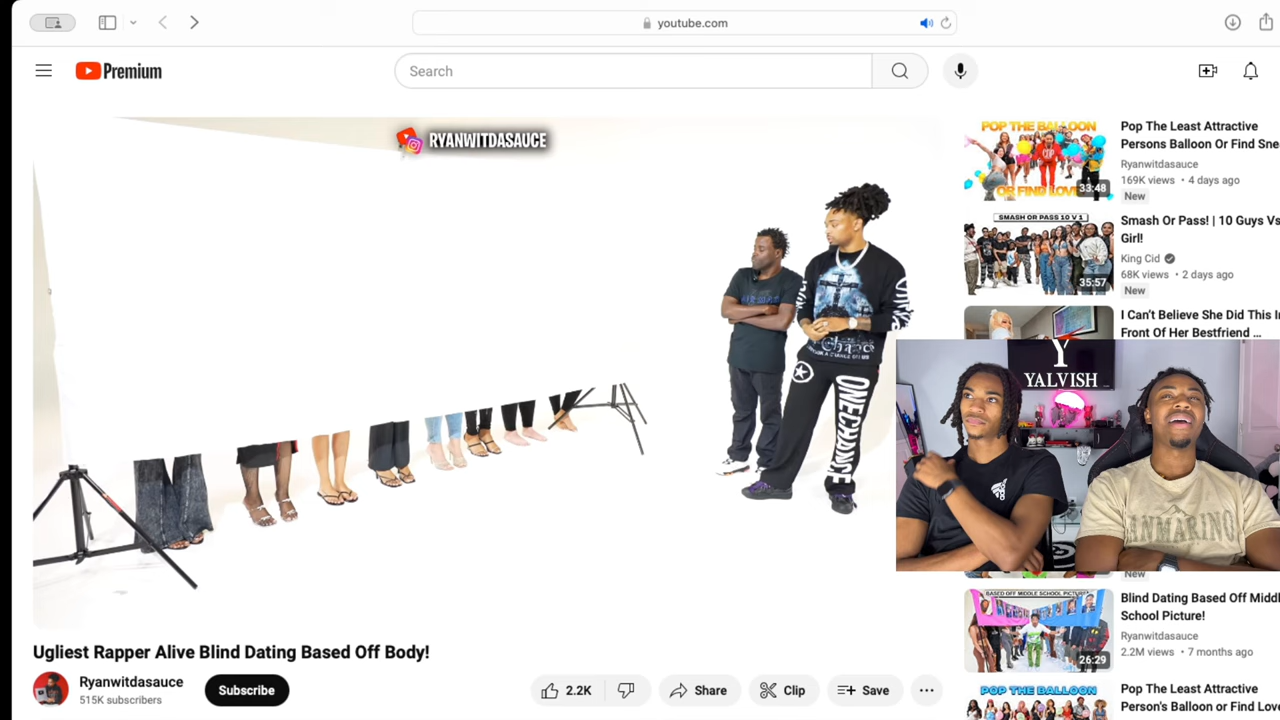 youtube.com
Premium
Search
RYANWITDASAUCE
Chance
ONECHANCE
Ugliest Rapper Alive Blind Dating Based Off Body!
Ryanwitdasauce
515K subscribers
Subscribe
2.2K
Share
Clip
Save
POP THE BALLOON
OR FIND LOVE
33:48
Pop The Least Attractive
Persons Balloon Or Find Sne
Ryanwitdasauce
169K views • 4 days ago
New
SMASH OR PASS 10 V 1
35:57
Smash Or Pass! | 10 Guys Vs
Girl!
King Cid
68K views • 2 days ago
New
I Can't Believe She Did This In
Front Of Her Bestfriend ...
Y
YALVISH
New
BASED OFF MIDDLE SCHOOL PICTURE
26:29
Blind Dating Based Off Midd
School Picture!
Ryanwitdasauce
2.2M views • 7 months ago
POP THE BALLOON
Pop The Least Attractive
Person's Balloon or Find Love